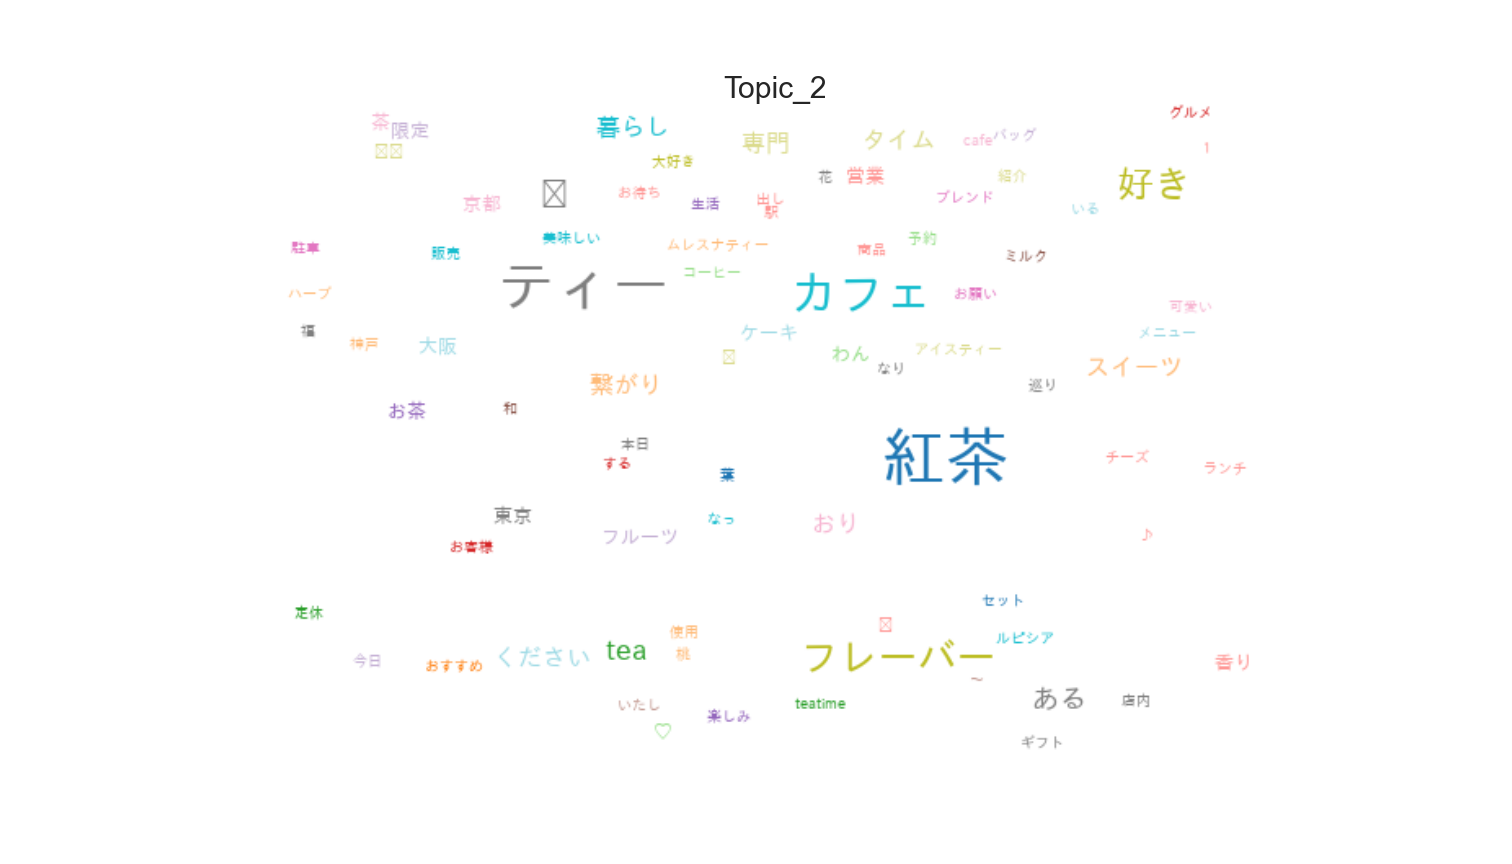 Topic_2
グルメ
茶
限定
暮らし
専門
タイム
cafe
バッグ
1
大好き
好き
花
営業
紹介
お待ち
生活
出し
駅
ブレンド
いる
京都
美味しい
ムレスナティー
商品
予約
ミルク
駐車
販売
コーヒー
ティー
カフェ
お願い
ハーブ
可愛い
福
神戸
大阪
ケーキ
メニュー
わん
アイスティー
なり
スイーツ
繋がり
巡り
お茶
和
本日
する
紅茶
チーズ
ランチ
葉
東京
なっ
おり
フルーツ
♪
お客様
セット
定休
使用
ルピシア
今日
おすすめ
ください
tea
桃
フレーバー
香り
〜
ある
店内
いたし
楽しみ
teatime
♡
ギフト